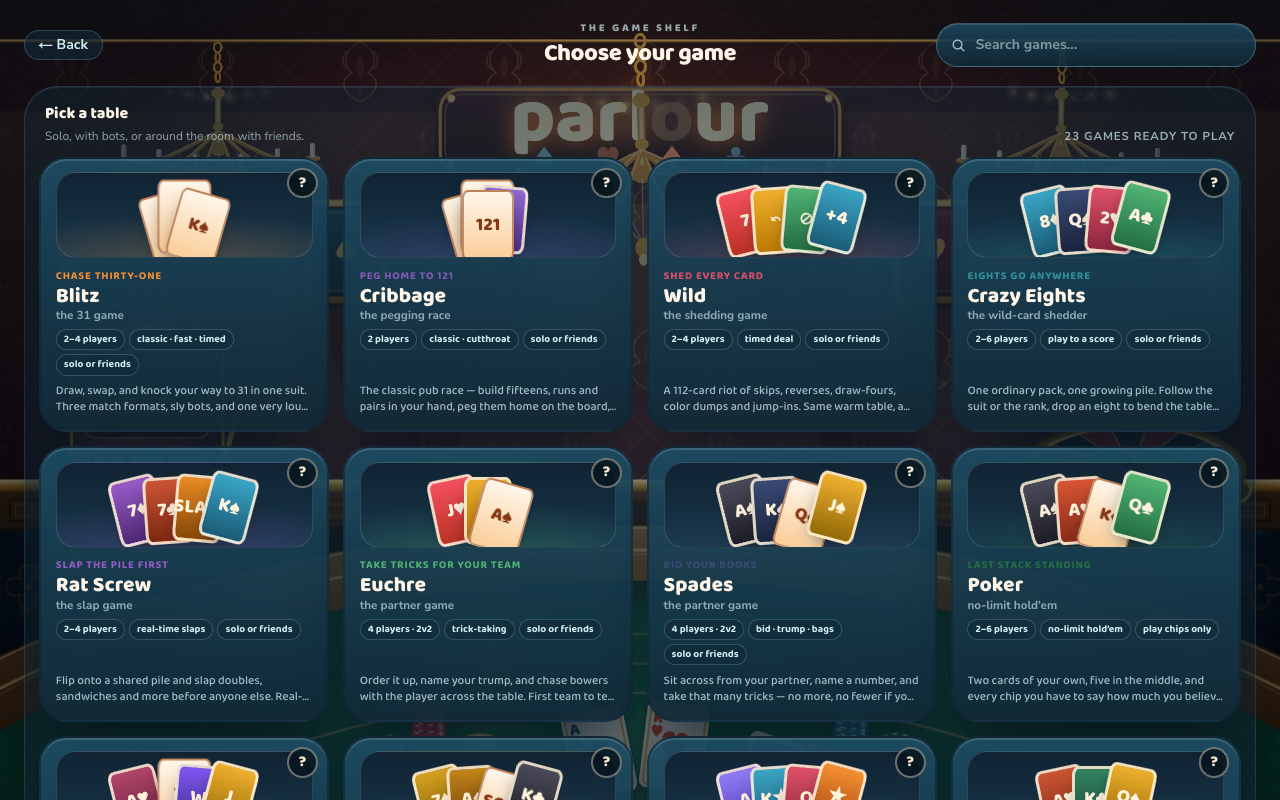 ← Back
THE GAME SHELF
Choose your game
Search games...
parlour
Pick a table
Solo, with bots, or around the room with friends.
23 GAMES READY TO PLAY
K♠
?
121
?
7
+4
?
8
Q
2
A♣
?
CHASE THIRTY-ONE
Blitz
the 31 game
2–4 players
classic · fast · timed
solo or friends
Draw, swap, and knock your way to 31 in one suit.
Three match formats, sly bots, and one very lou…
PEG HOME TO 121
Cribbage
the pegging race
2 players
classic · cutthroat
solo or friends
The classic pub race — build fifteens, runs and
pairs in your hand, peg them home on the board,…
SHED EVERY CARD
Wild
the shedding game
2–4 players
timed deal
solo or friends
A 112-card riot of skips, reverses, draw-fours,
color dumps and jump-ins. Same warm table, a…
EIGHTS GO ANYWHERE
Crazy Eights
the wild-card shedder
2–6 players
play to a score
solo or friends
One ordinary pack, one growing pile. Follow the
suit or the rank, drop an eight to bend the table…
7
7
SLA
K♠
?
J♥
A♠
?
A
K
Q
J♠
?
A
A
K
Q♣
?
SLAP THE PILE FIRST
Rat Screw
the slap game
2–4 players
real-time slaps
solo or friends
Flip onto a shared pile and slap doubles,
sandwiches and more before anyone else. Real-…
TAKE TRICKS FOR YOUR TEAM
Euchre
the partner game
4 players · 2v2
trick-taking
solo or friends
Order it up, name your trump, and chase bowers
with the player across the table. First team to te…
BID YOUR BOOKS
Spades
the partner game
4 players · 2v2
bid · trump · bags
solo or friends
Sit across from your partner, name a number, and
take that many tricks — no more, no fewer if yo…
LAST STACK STANDING
Poker
no-limit hold'em
2–6 players
no-limit hold'em
play chips only
Two cards of your own, five in the middle, and
every chip you have to say how much you believ…
?
?
?
?